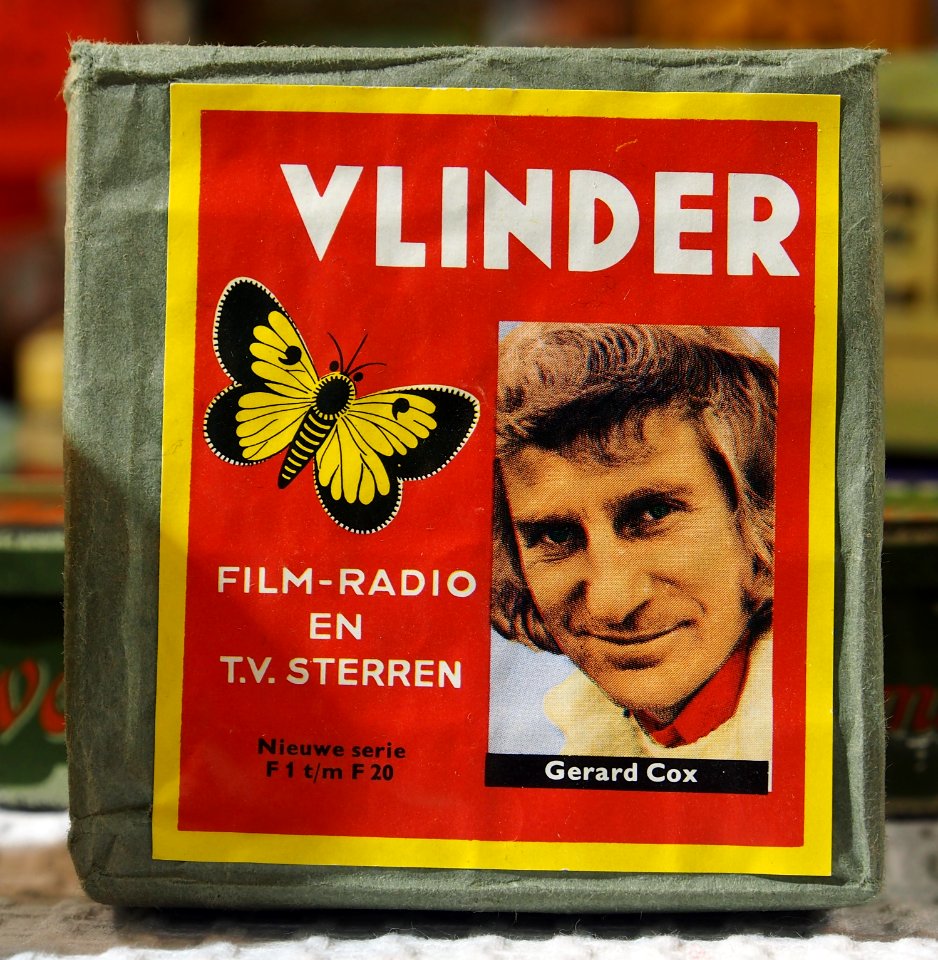 VLINDER
FILM-RADIO
EN
T.V. STERREN
Nieuwe serie
F 1 t/m F 20
Gerard Cox